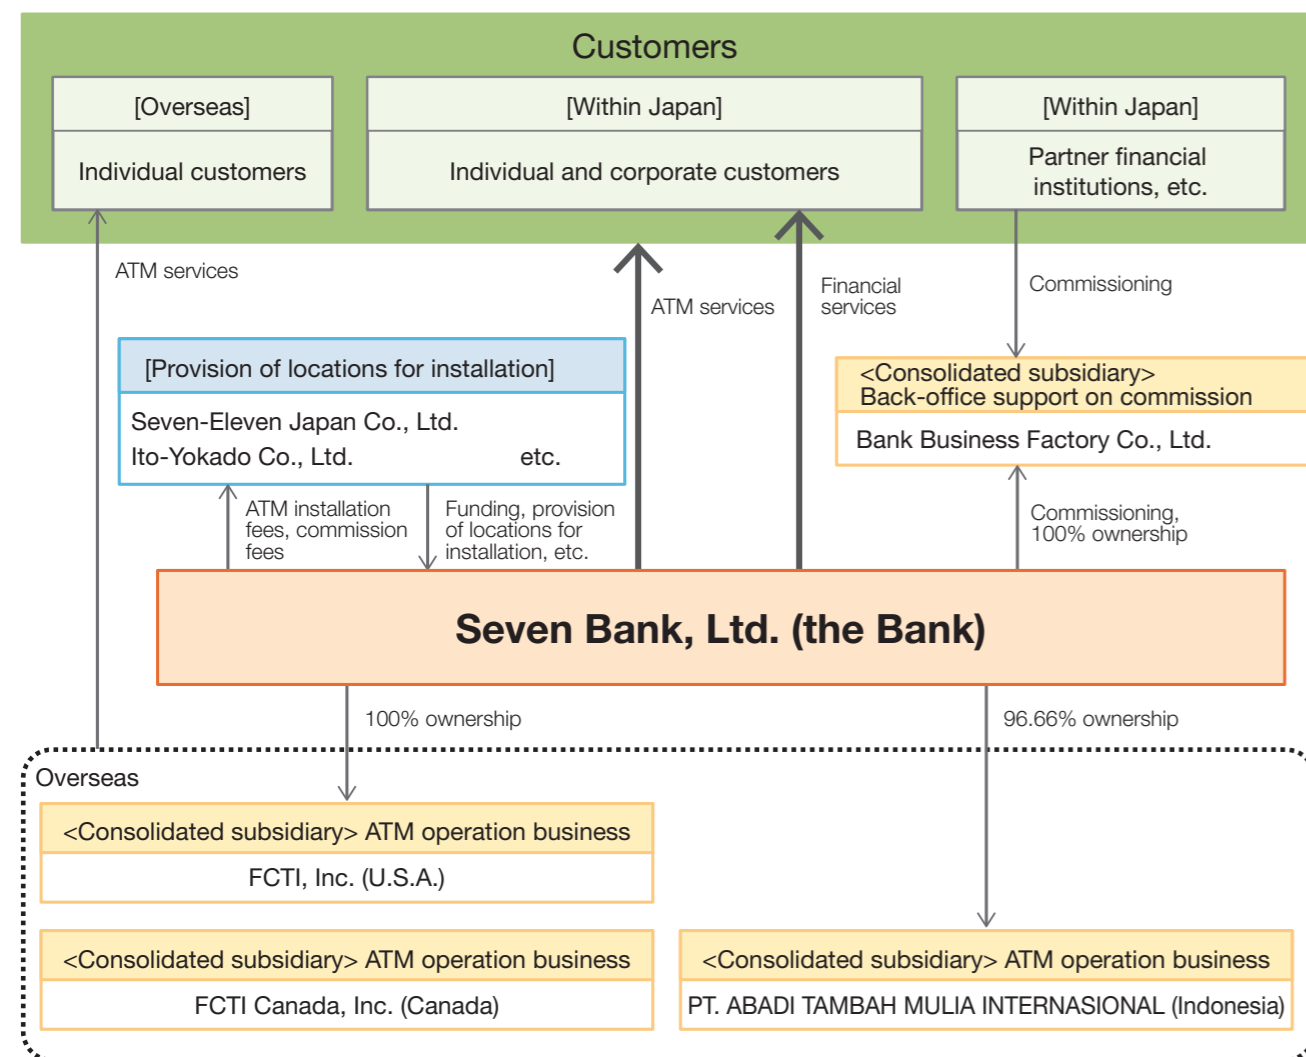 Customers
[Overseas]
Individual customers
[Within Japan]
Individual and corporate customers
[Within Japan]
Partner financial
institutions, etc.
ATM services
ATM services
Financial
services
Commissioning
[Provision of locations for installation]
Seven-Eleven Japan Co., Ltd.
Ito-Yokado Co., Ltd. etc.
<Consolidated subsidiary>
Back-office support on commission
Bank Business Factory Co., Ltd.
ATM installation
fees, commission
fees
Funding, provision
of locations for
installation, etc.
Commissioning,
100% ownership
Seven Bank, Ltd. (the Bank)
100% ownership
96.66% ownership
Overseas
<Consolidated subsidiary> ATM operation business
FCTI, Inc. (U.S.A.)
<Consolidated subsidiary> ATM operation business
FCTI Canada, Inc. (Canada)
<Consolidated subsidiary> ATM operation business
PT. ABADI TAMBAH MULIA INTERNASIONAL (Indonesia)